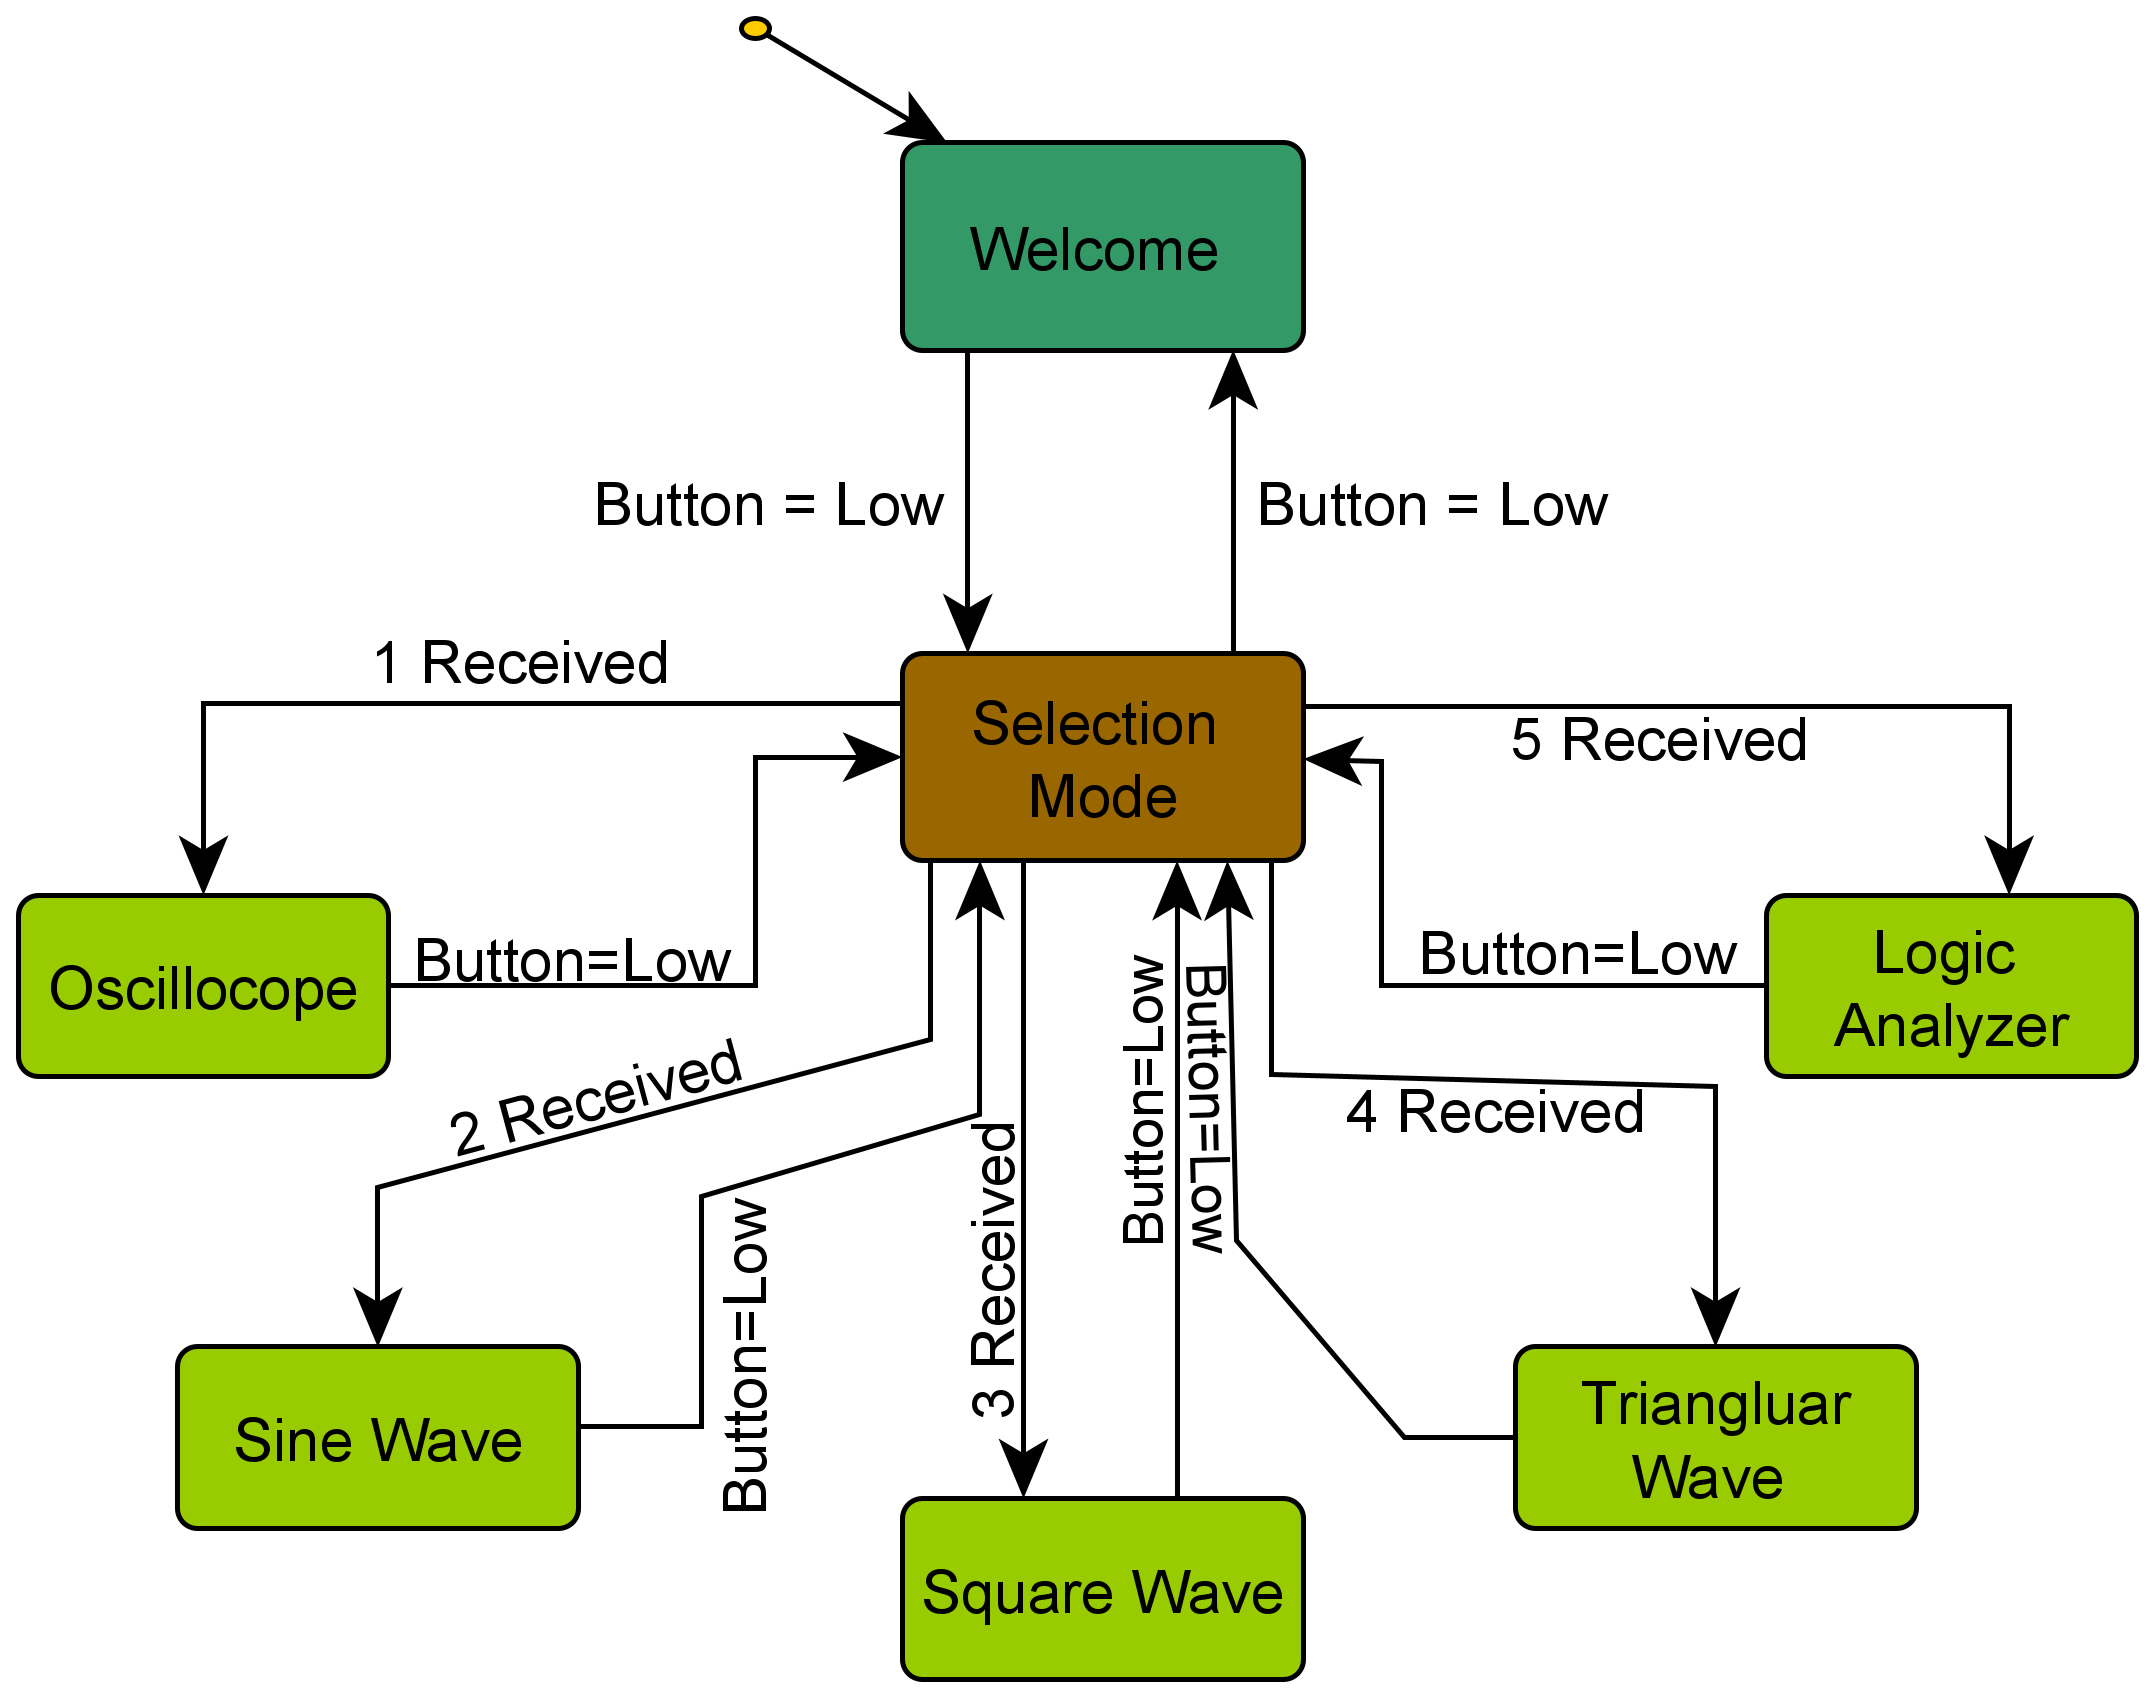 Welcome
Button = Low
Button = Low
1 Received
Selection
Mode
5 Received
Oscillocope
Button=Low
Button=Low
Logic
Analyzer
2 Received
Button=Low
3 Received
Button=Low
Button=Low
4 Received
Sine Wave
Square Wave
Triangluar
Wave